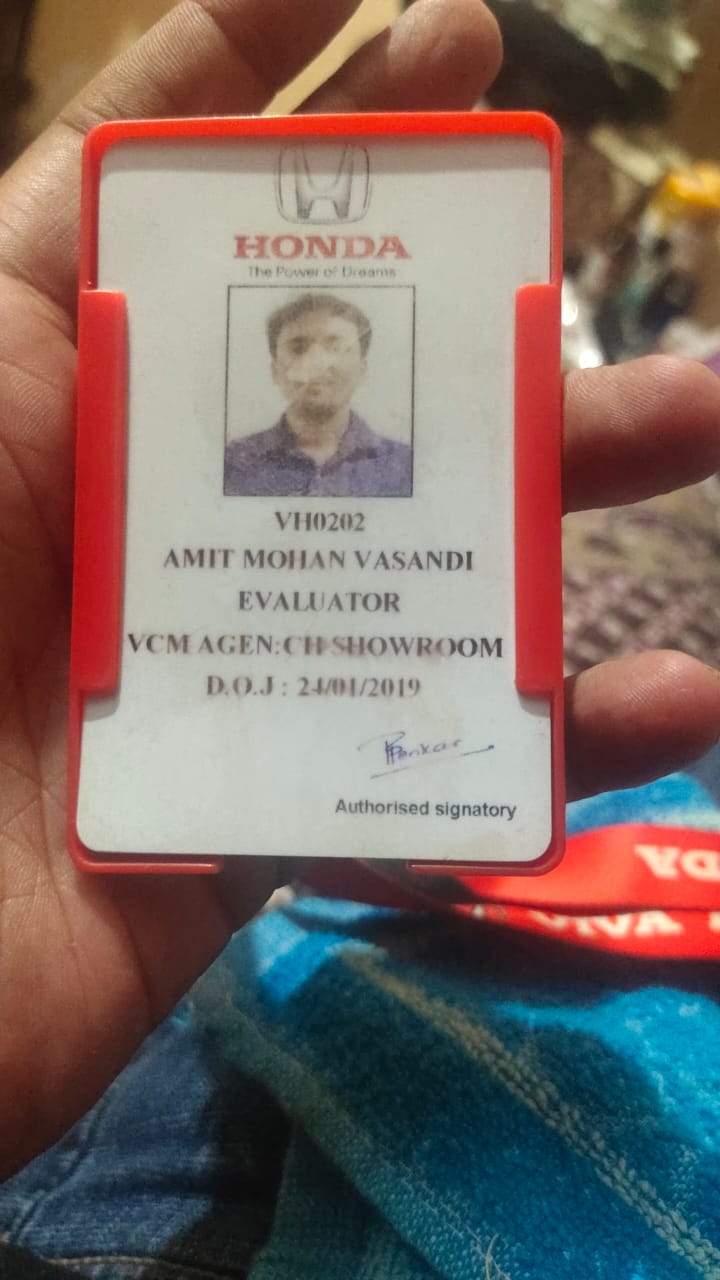 HONDA
The Power of Dreams
VH0202
AMIT MOHAN VASANDI
EVALUATOR
VCM AGEN:CH SHOWROOM
D.O.J : 24/01/2019
Authorised signatory
VIVA